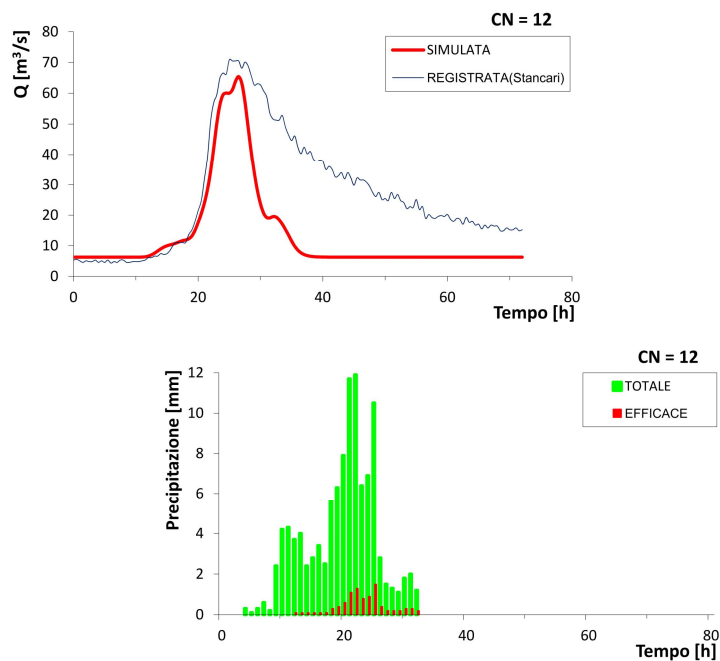 CN = 12
Q [m³/s]
80
70
60
50
40
30
20
10
0
SIMULATA
REGISTRATA(Stancari)
0
20
40
60
80
Tempo [h]
CN = 12
Precipitazione [mm]
12
10
8
6
4
2
0
TOTALE
EFFICACE
0
20
40
60
80
Tempo [h]